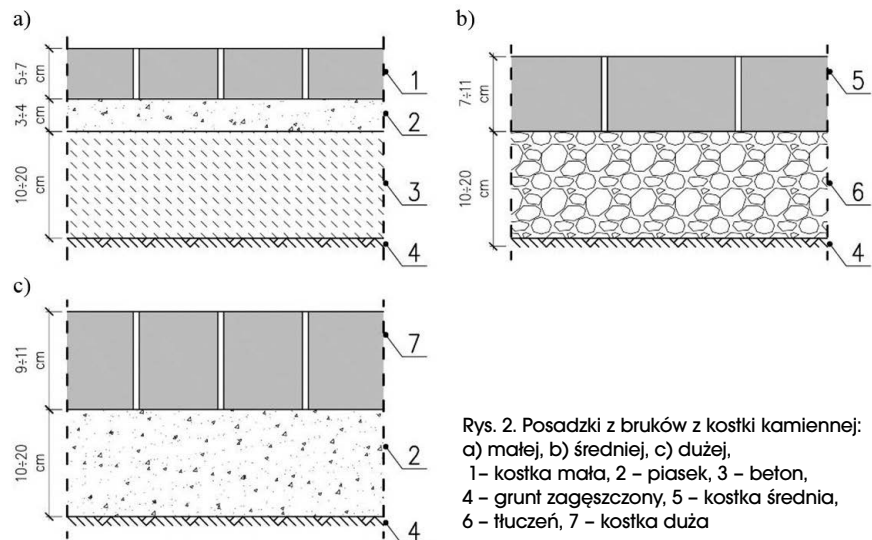 a)
5÷7
cm
3÷4
cm
10÷20
cm
1
2
3
4
b)
7÷11
cm
10÷20
cm
5
6
4
c)
9÷11
cm
10÷20
cm
7
2
4
Rys. 2. Posadzki z bruków z kostki kamiennej:
a) małej, b) średniej, c) dużej,
1– kostka mała, 2 – piasek, 3 – beton,
4 – grunt zagęszczony, 5 – kostka średnia,
6 – tłuczeń, 7 – kostka duża